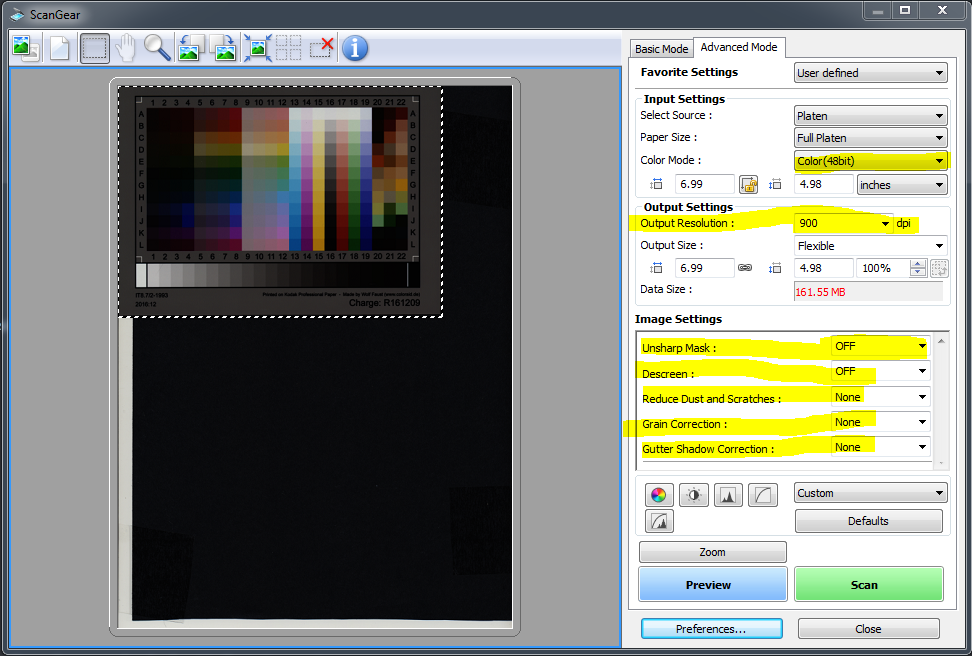 ScanGear
Basic Mode
Advanced Mode
Favorite Settings
User defined
Input Settings
Select Source :
Platen
Paper Size :
Full Platen
Color Mode :
Color(48bit)
6.99
4.98
inches
Output Settings
Output Resolution :
900
dpi
Output Size :
Flexible
6.99
4.98
100%
Data Size :
161.55 MB
Image Settings
Unsharp Mask :
OFF
Descreen :
OFF
Reduce Dust and Scratches :
None
Grain Correction :
None
Gutter Shadow Correction :
None
Custom
Defaults
Zoom
Preview
Scan
Preferences...
Close
1 2 3 4 5 6 7 8 9 10 11 12 13 14 15 16 17 18 19 20 21 22
A A
B B
C C
D D
E E
F F
G G
H H
I I
J J
K K
L L
1 2 3 4 5 6 7 8 9 10 11 12 13 14 15 16 17 18 19 20 21 22
IT8.7/2-1993
2016:12
Printed on Kodak Professional Paper - Made by Wolf Faust (www.coloraid.de)
Charge: R161209